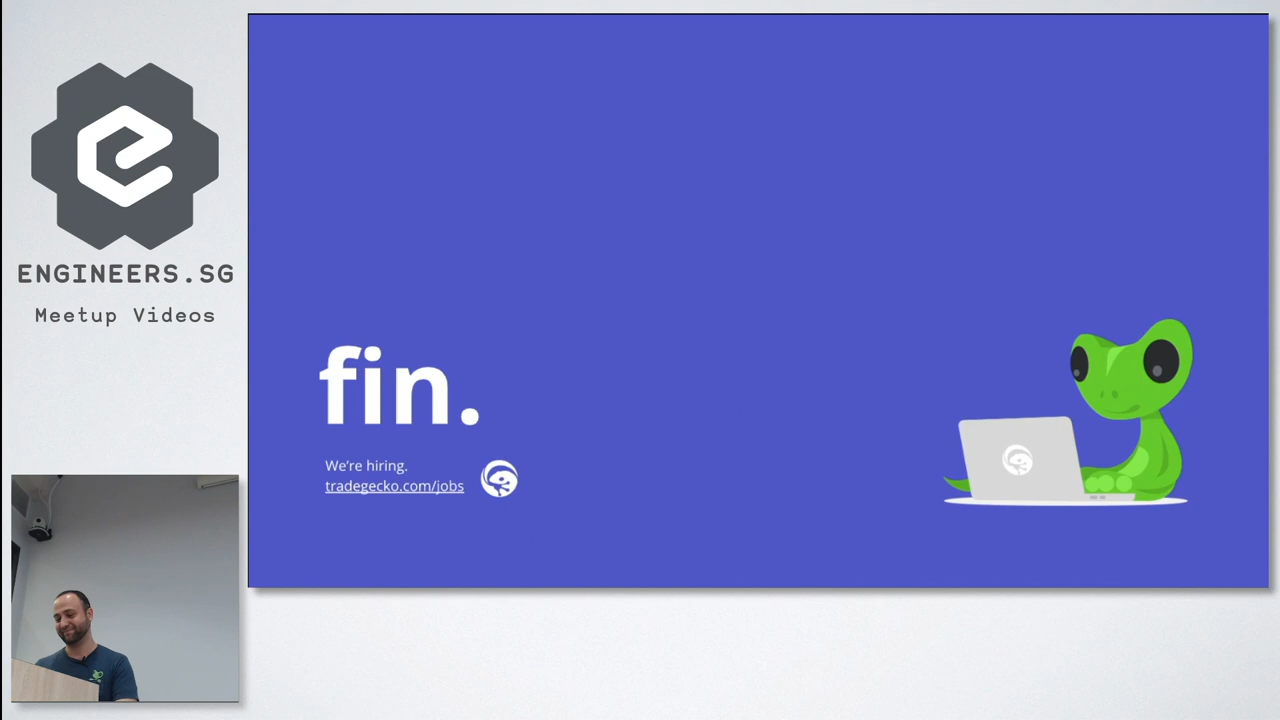 ENGINEERS.SG
Meetup Videos
fin.
We're hiring.
tradegecko.com/jobs